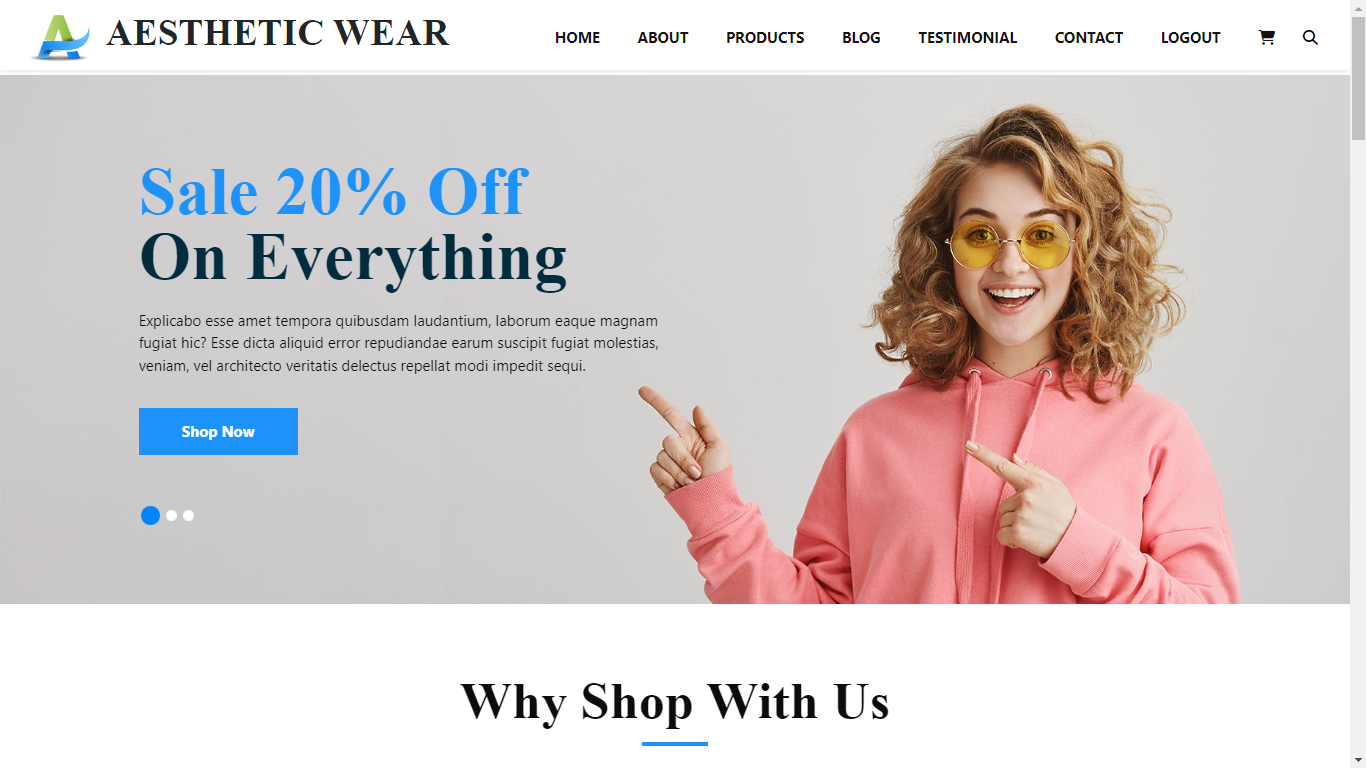 AESTHETIC WEAR
HOME ABOUT PRODUCTS BLOG TESTIMONIAL CONTACT LOGOUT
Sale 20% Off
On Everything
Explicabo esse amet tempora quibusdam laudantium, laborum eaque magnam
fugiat hic? Esse dicta aliquid error repudiandae earum suscipit fugiat molestias,
veniam, vel architecto veritatis delectus repellat modi impedit sequi.
Shop Now
Why Shop With Us